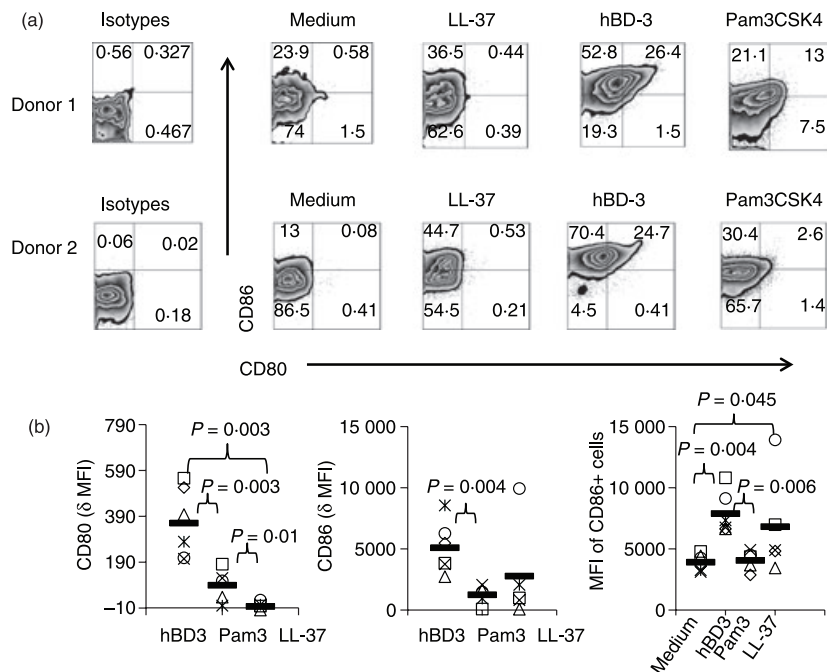 (a)
Isotypes Medium LL-37 hBD-3 Pam3CSK4
Donor 1
0·56 0·327 23·9 0·58 36·5 0·44 52·8 26·4 21·1 13
0·467 74 1·5 62·6 0·39 19·3 1·5 7·5
Isotypes Medium LL-37 hBD-3 Pam3CSK4
Donor 2
0·06 0·02 13 0·08 44·7 0·53 70·4 24·7 30·4 2·6
0·18 86·5 0·41 54·5 0·21 4·5 0·41 65·7 1·4
CD86
CD80
(b)
CD80 (δ MFI)
790
590
390
190
−10
P = 0·003
P = 0·003
P = 0·01
hBD3 Pam3 LL-37
CD86 (δ MFI)
15 000
10 000
5000
0
P = 0·004
hBD3 Pam3 LL-37
MFI of CD86+ cells
15 000
10 000
5000
0
P = 0·045
P = 0·004
P = 0·006
Medium hBD3 Pam3 LL-37